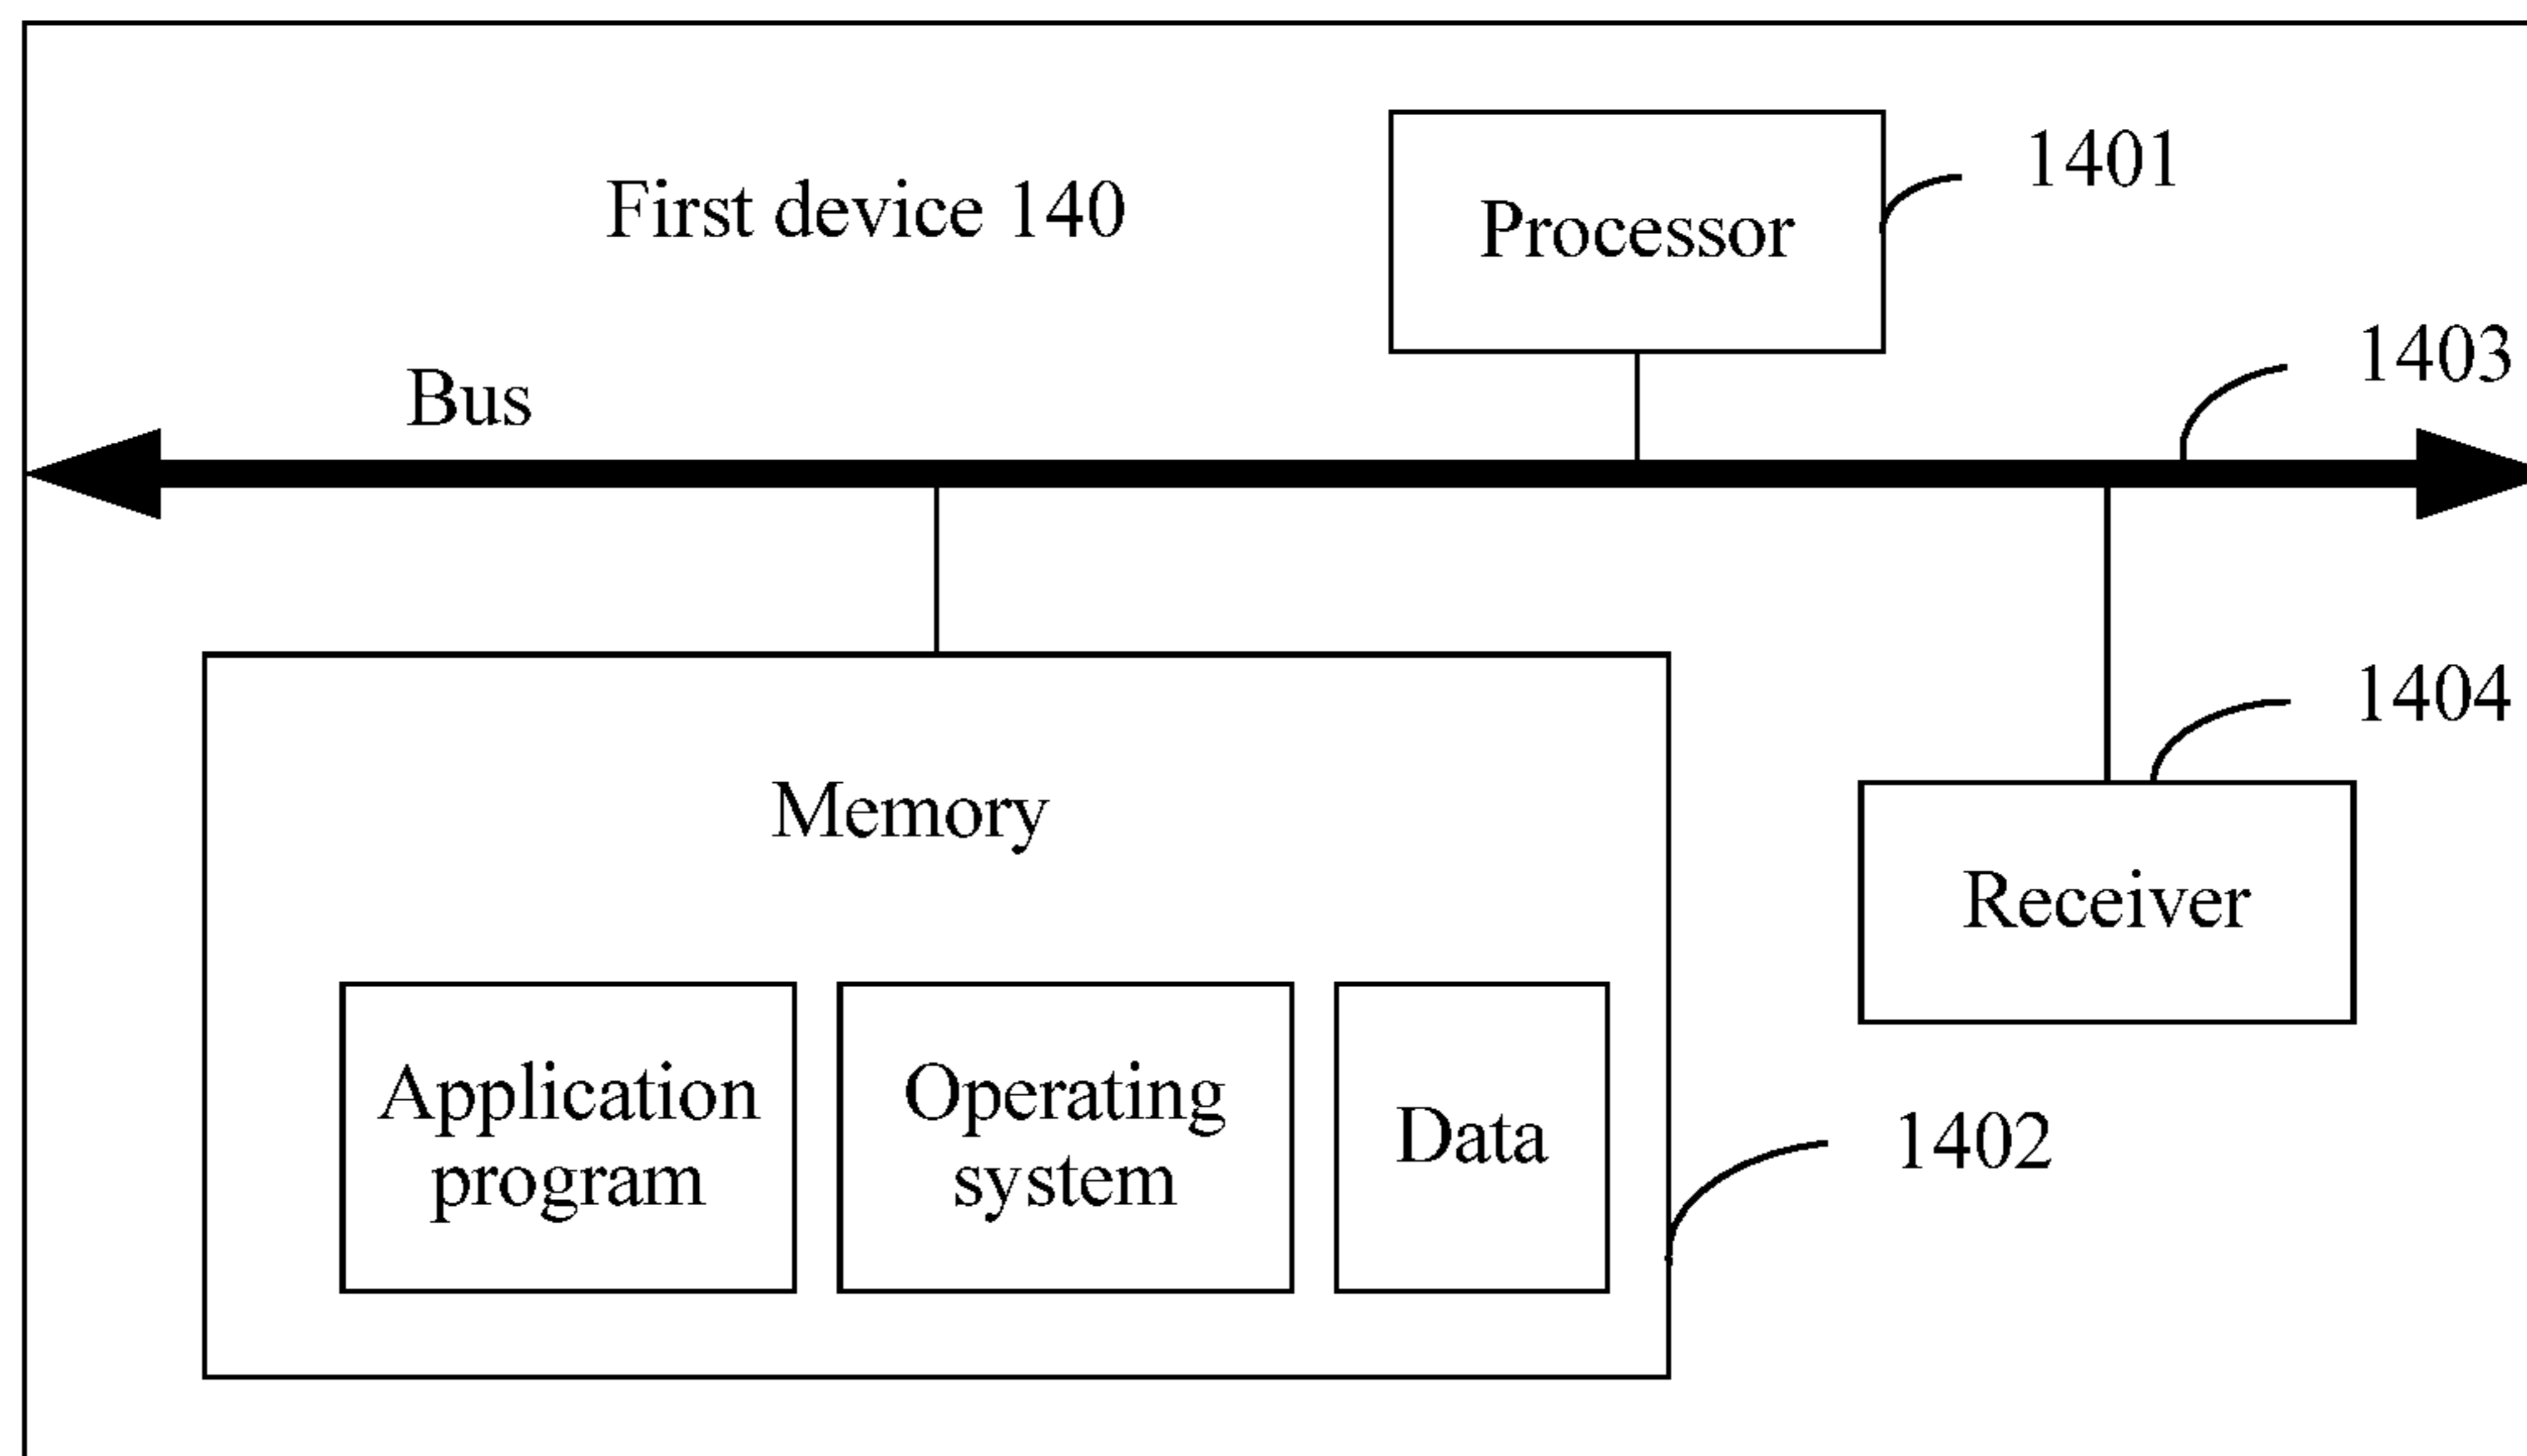 First device 140
Processor
1401
Bus
1403
Memory
1404
Receiver
Application
program
Operating
system
Data
1402